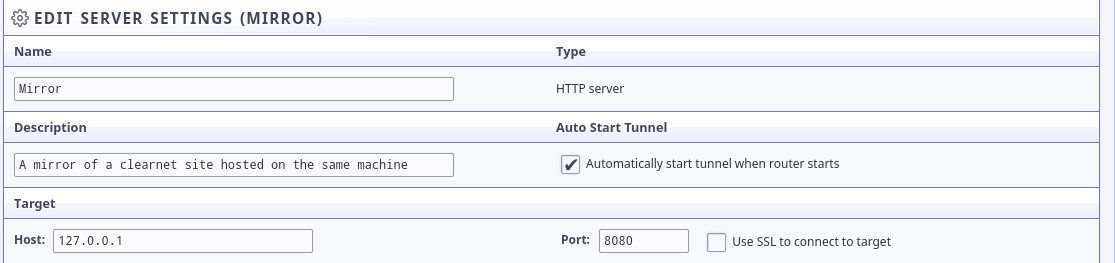 EDIT SERVER SETTINGS (MIRROR)
Name Type
Mirror HTTP server
Description Auto Start Tunnel
A mirror of a clearnet site hosted on the same machine Automatically start tunnel when router starts
Target
Host: 127.0.0.1 Port: 8080 Use SSL to connect to target